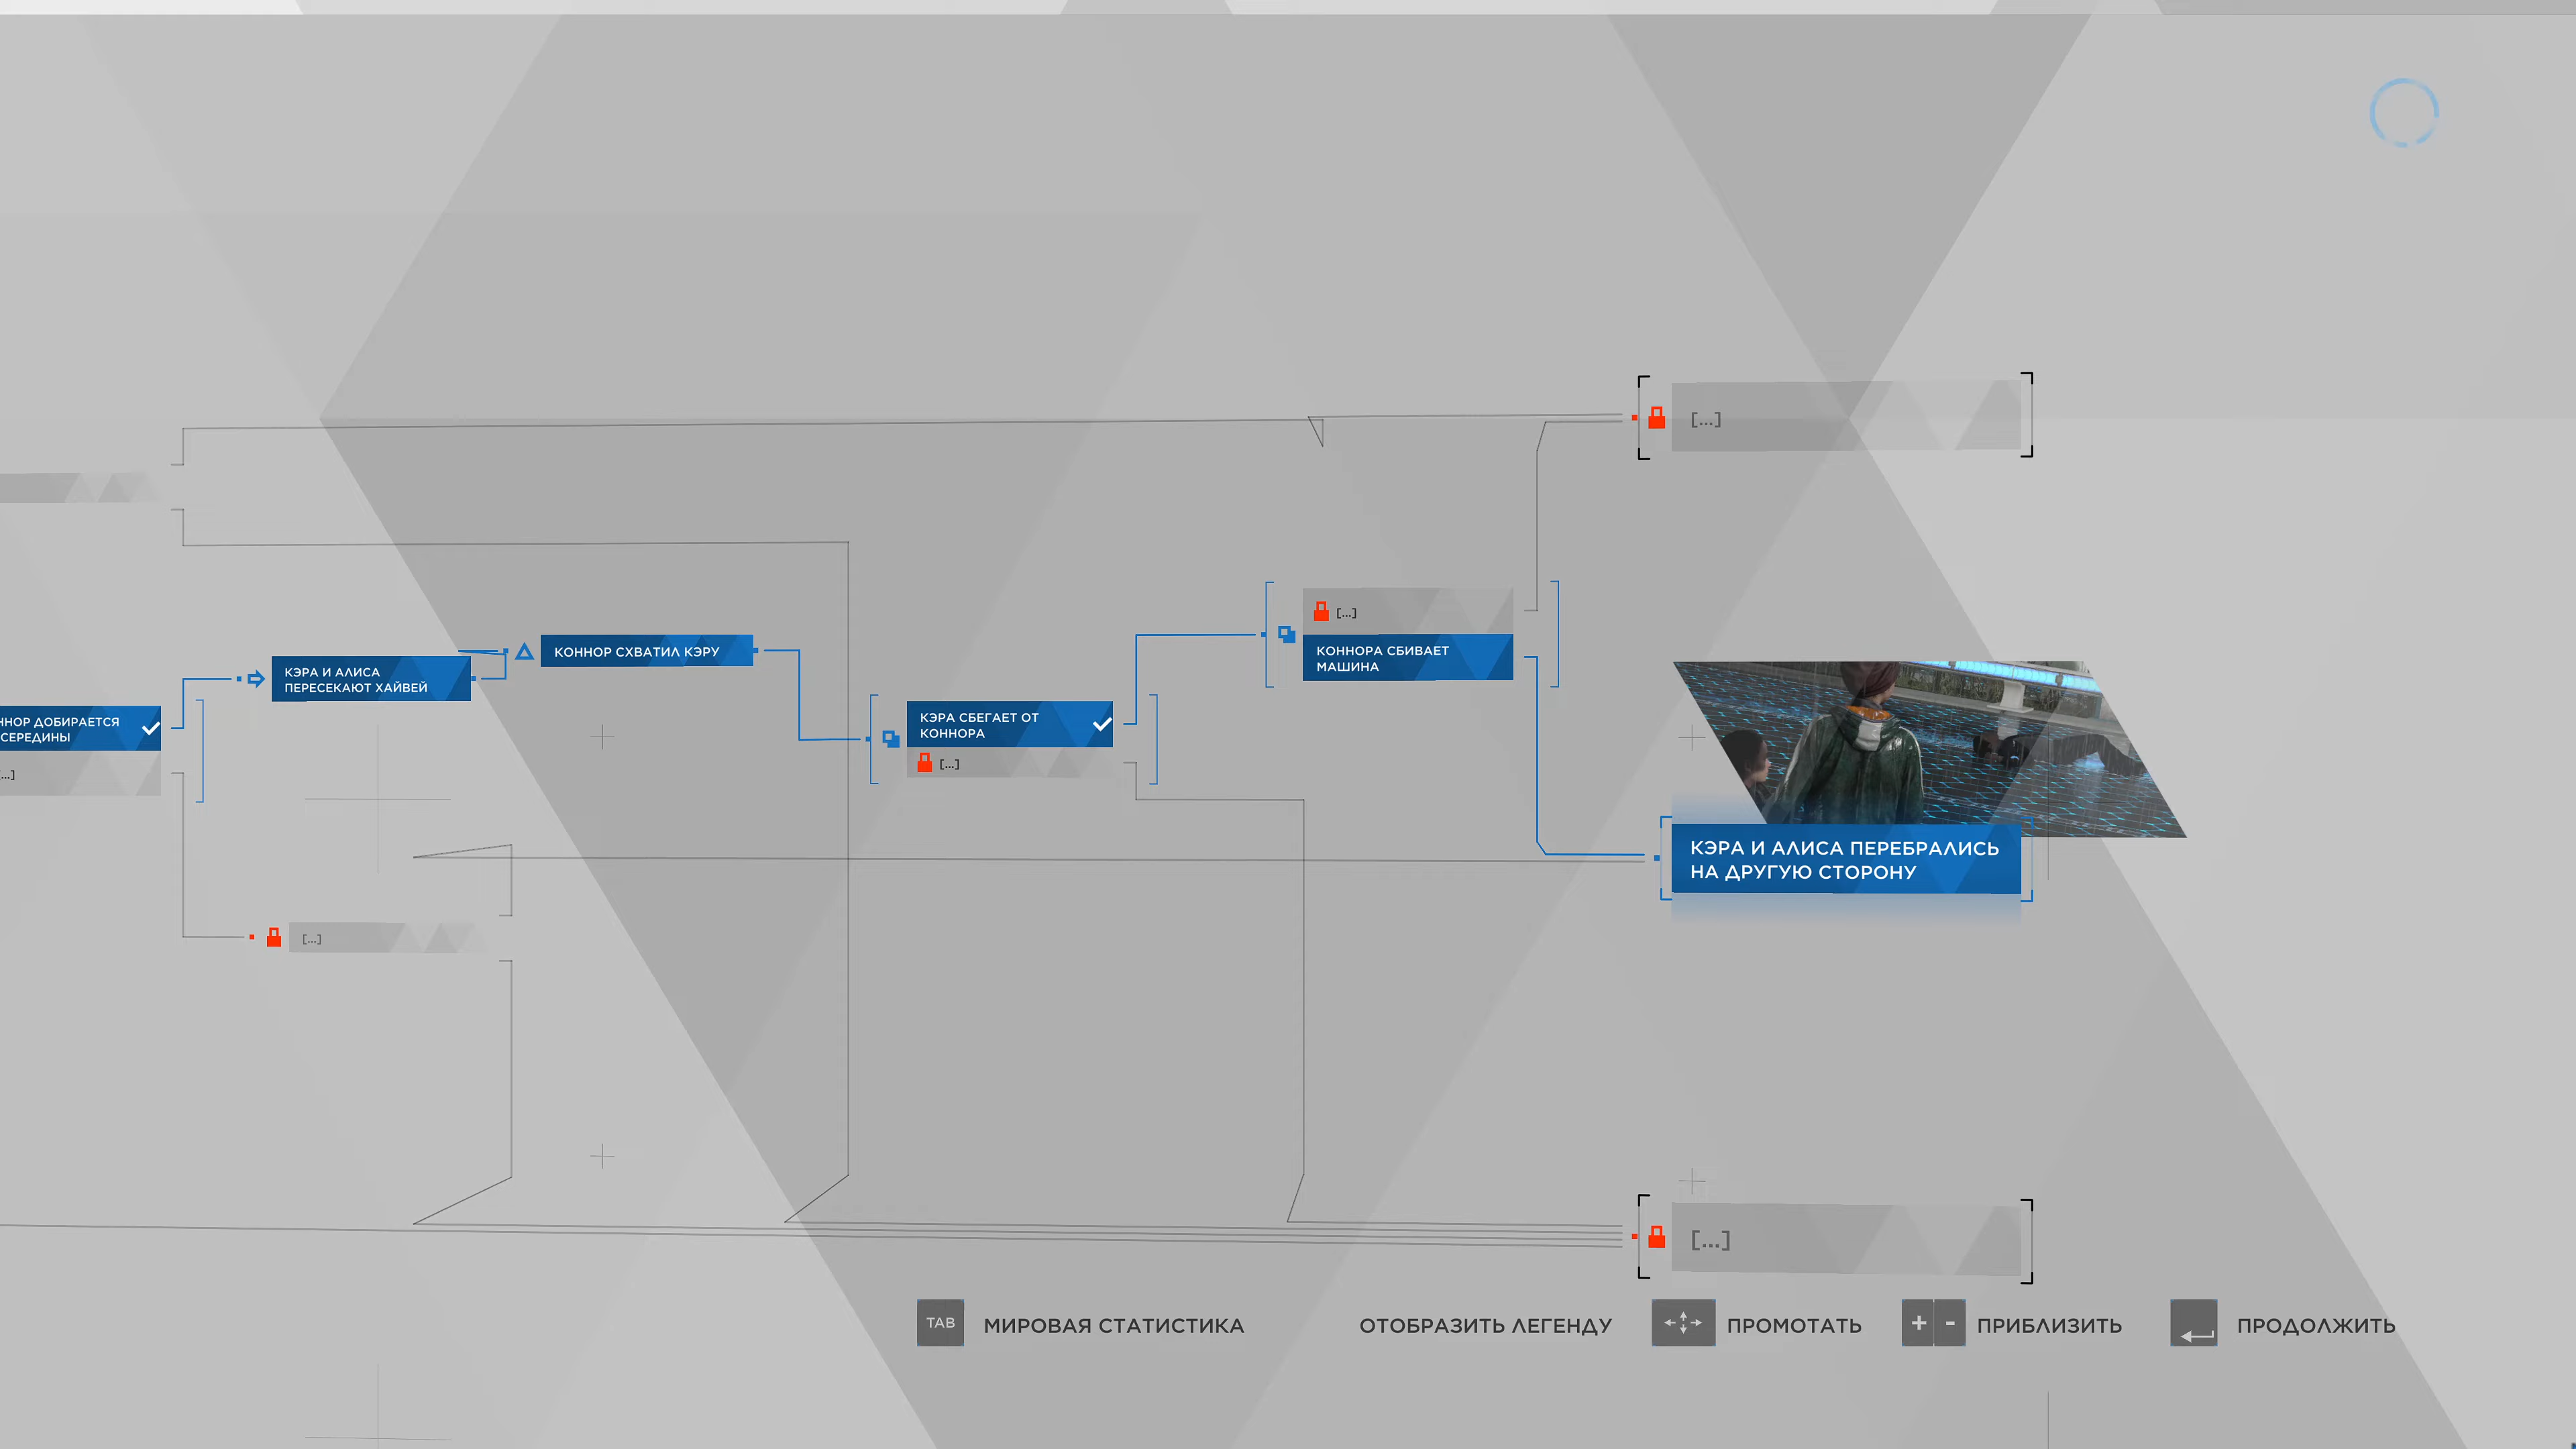 [...]
[...]
КОННОРА СБИВАЕТ
МАШИНА
КЭРА И АЛИСА
ПЕРЕСЕКАЮТ ХАЙВЕЙ
КОННОР СХВАТИЛ КЭРУ
ННОР ДОБИРАЕТСЯ
СЕРЕДИНЫ
...]
КЭРА СБЕГАЕТ ОТ
КОННОРА
[...]
КЭРА И АЛИСА ПЕРЕБРАЛИСЬ
НА ДРУГУЮ СТОРОНУ
[...]
[...]
TAB МИРОВАЯ СТАТИСТИКА ОТОБРАЗИТЬ ЛЕГЕНДУ ПРОМОТАТЬ + - ПРИБЛИЗИТЬ ПРОДОЛЖИТЬ